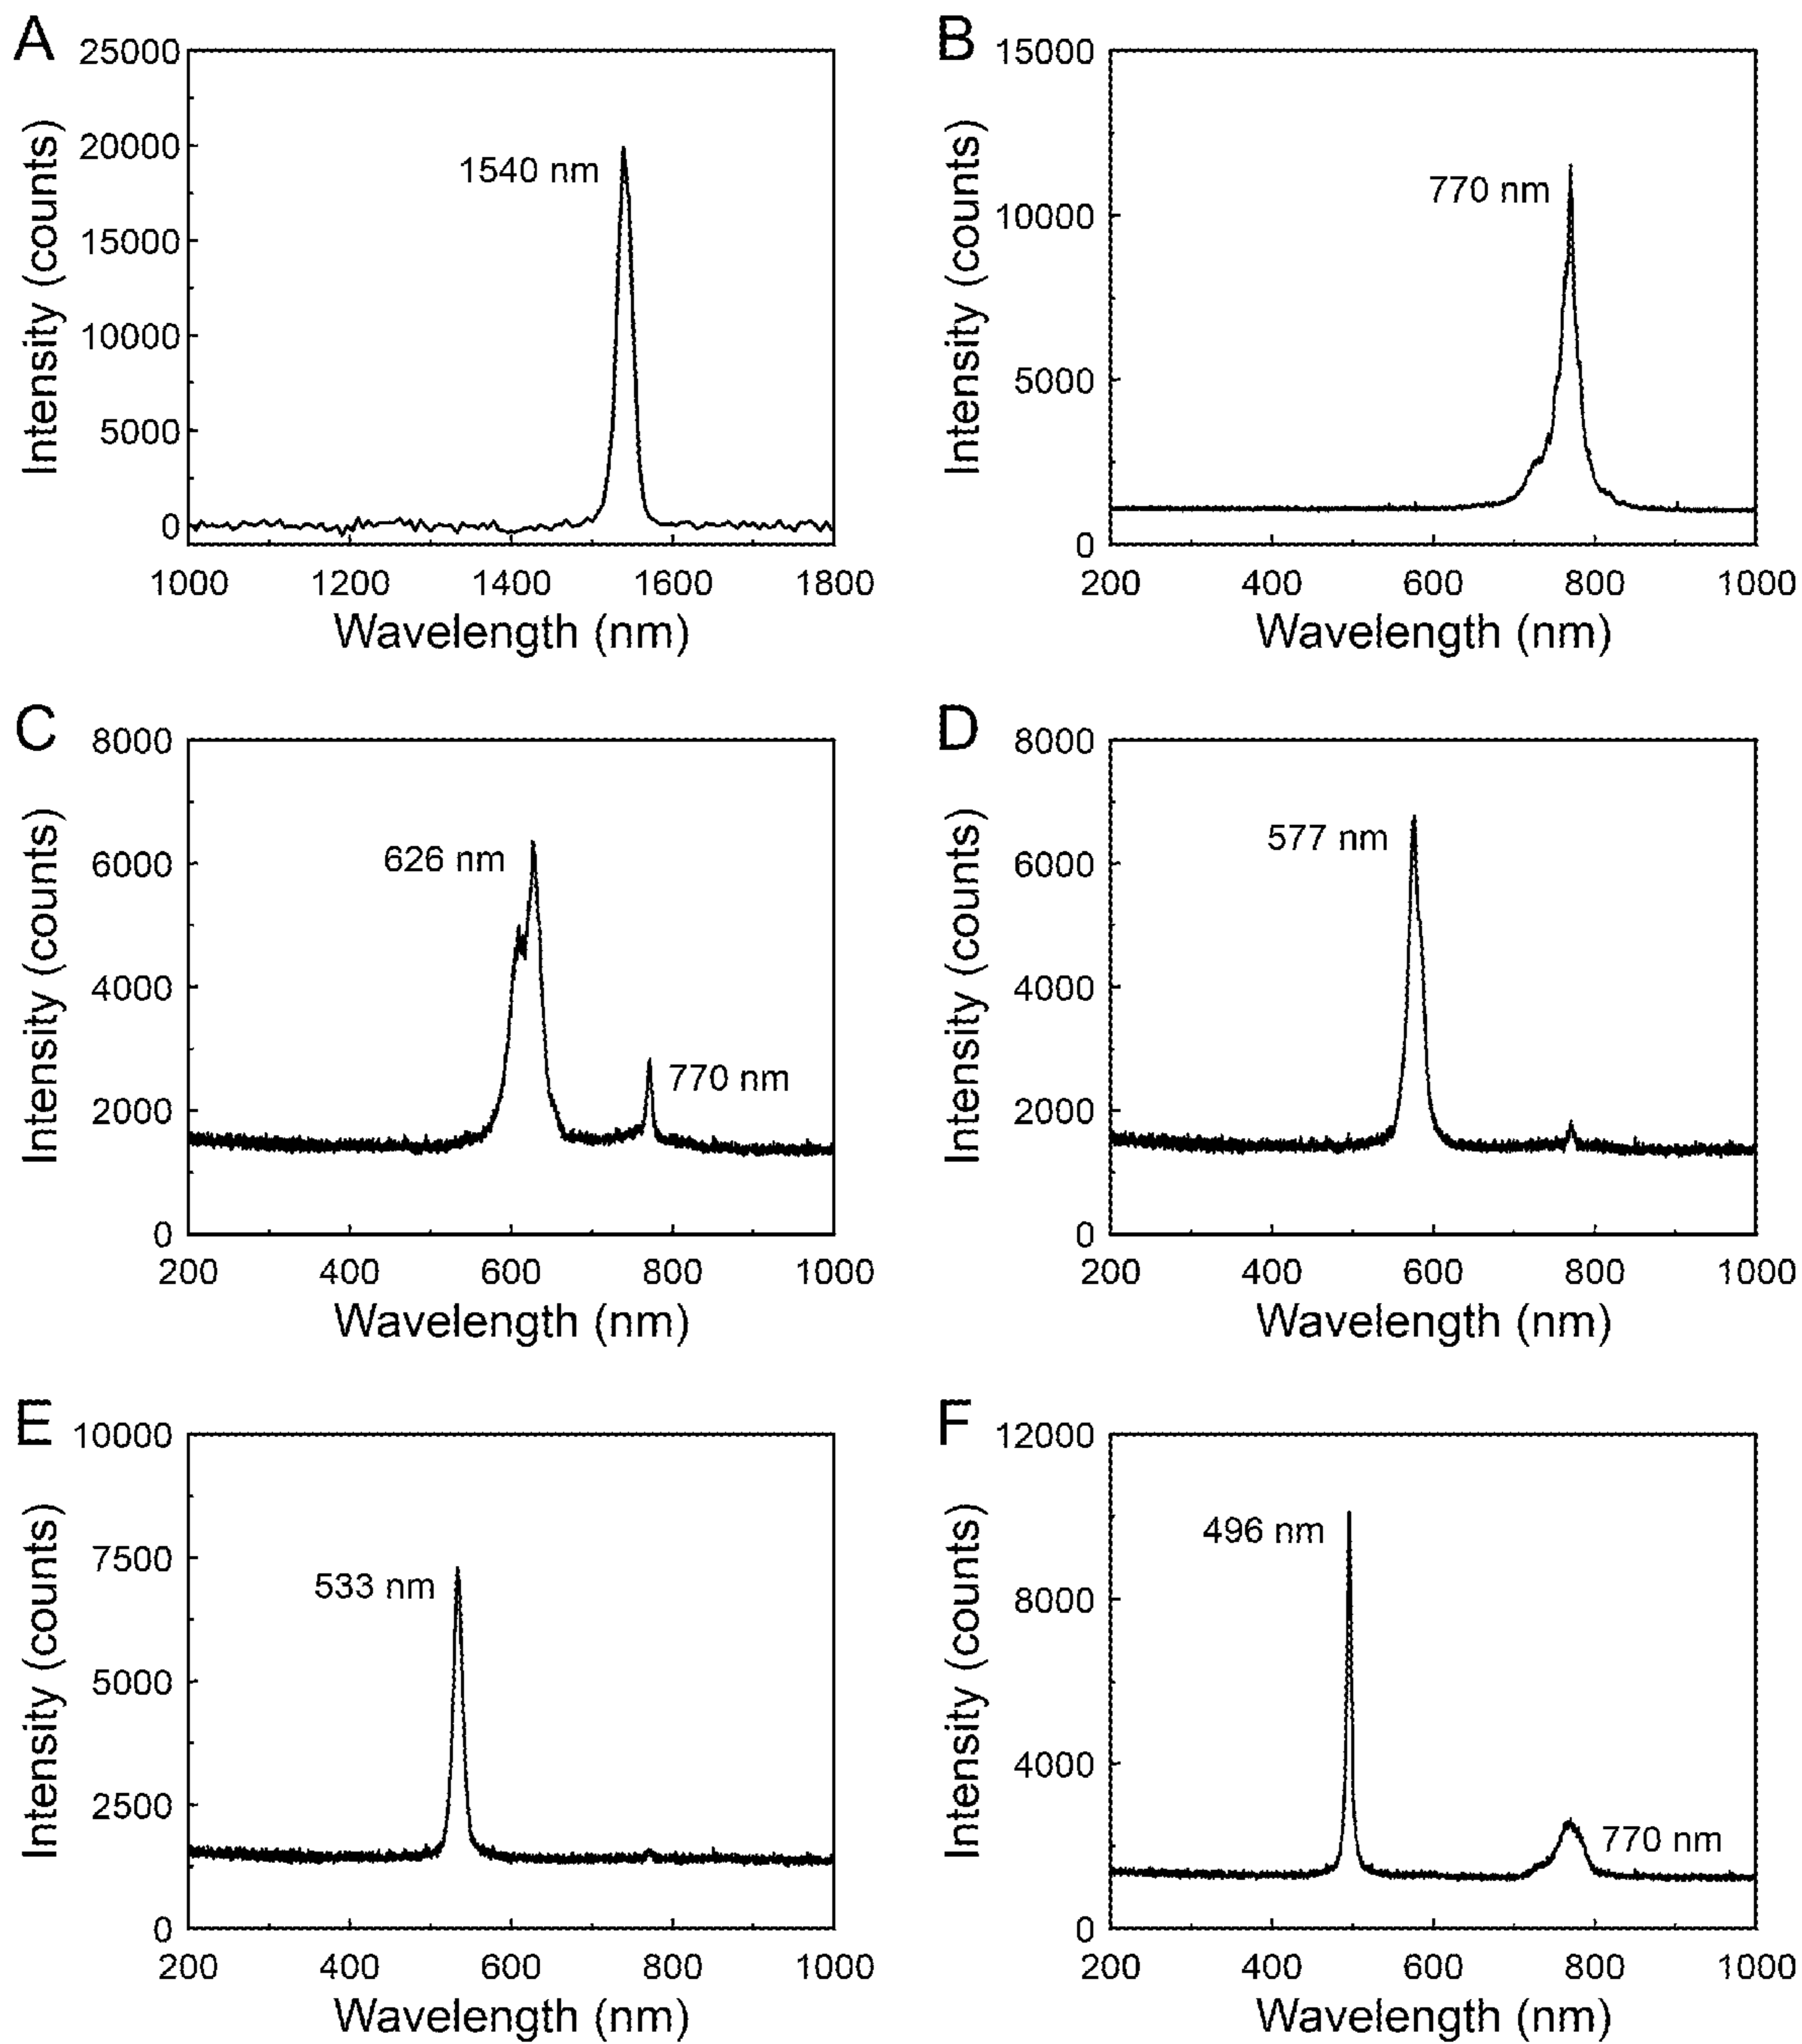 A
25000
20000
15000
10000
5000
0
1540 nm
Intensity (counts)
1000 1200 1400 1600 1800
Wavelength (nm)
B
15000
10000
5000
0
770 nm
Intensity (counts)
200 400 600 800 1000
Wavelength (nm)
C
8000
6000
4000
2000
0
626 nm
770 nm
Intensity (counts)
200 400 600 800 1000
Wavelength (nm)
D
8000
6000
4000
2000
0
577 nm
Intensity (counts)
200 400 600 800 1000
Wavelength (nm)
E
10000
7500
5000
2500
0
533 nm
Intensity (counts)
200 400 600 800 1000
Wavelength (nm)
F
12000
8000
4000
0
496 nm
770 nm
Intensity (counts)
200 400 600 800 1000
Wavelength (nm)